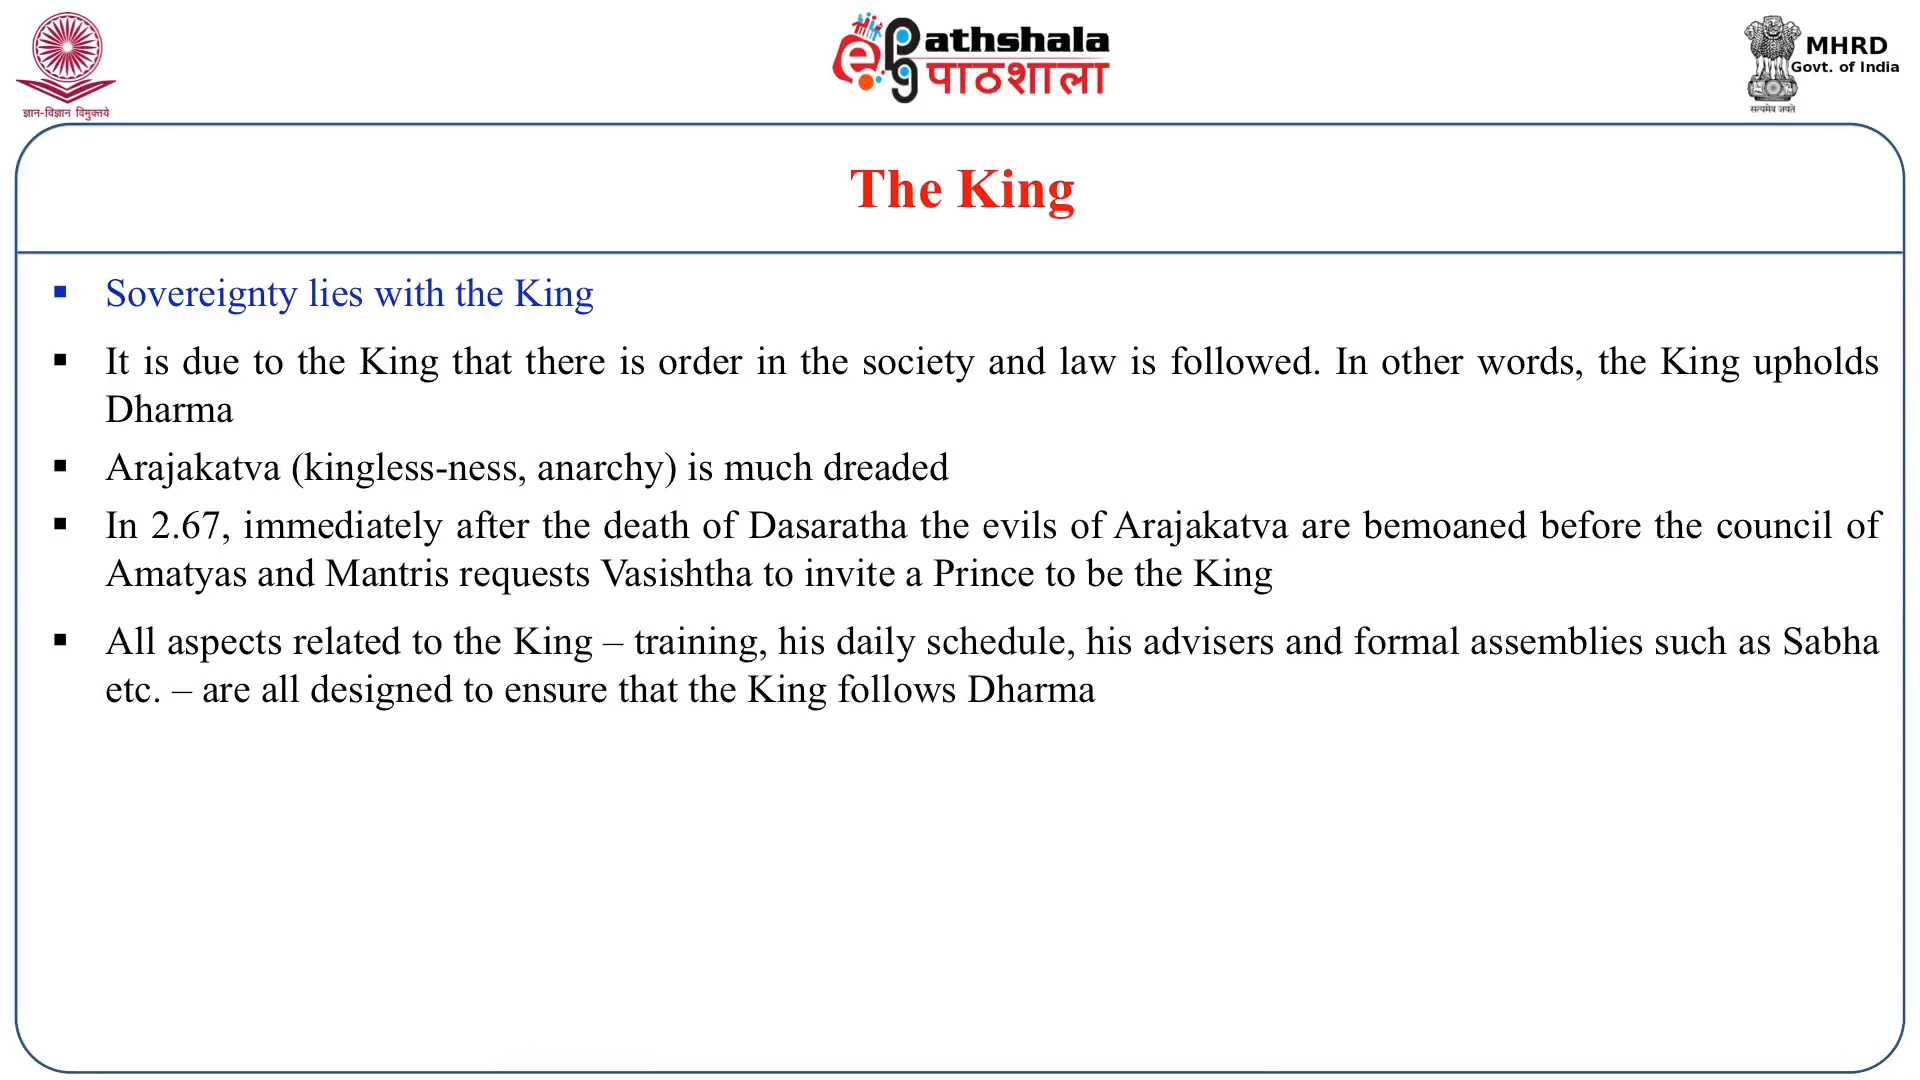 ज्ञान-विज्ञान विमुक्तये
ePathshala
पाठशाला
MHRD
Govt. of India
सत्यमेव जयते
The King
▪ Sovereignty lies with the King
▪ It is due to the King that there is order in the society and law is followed. In other words, the King upholds
Dharma
▪ Arajakatva (kingless-ness, anarchy) is much dreaded
▪ In 2.67, immediately after the death of Dasaratha the evils of Arajakatva are bemoaned before the council of
Amatyas and Mantris requests Vasishtha to invite a Prince to be the King
▪ All aspects related to the King – training, his daily schedule, his advisers and formal assemblies such as Sabha
etc. – are all designed to ensure that the King follows Dharma